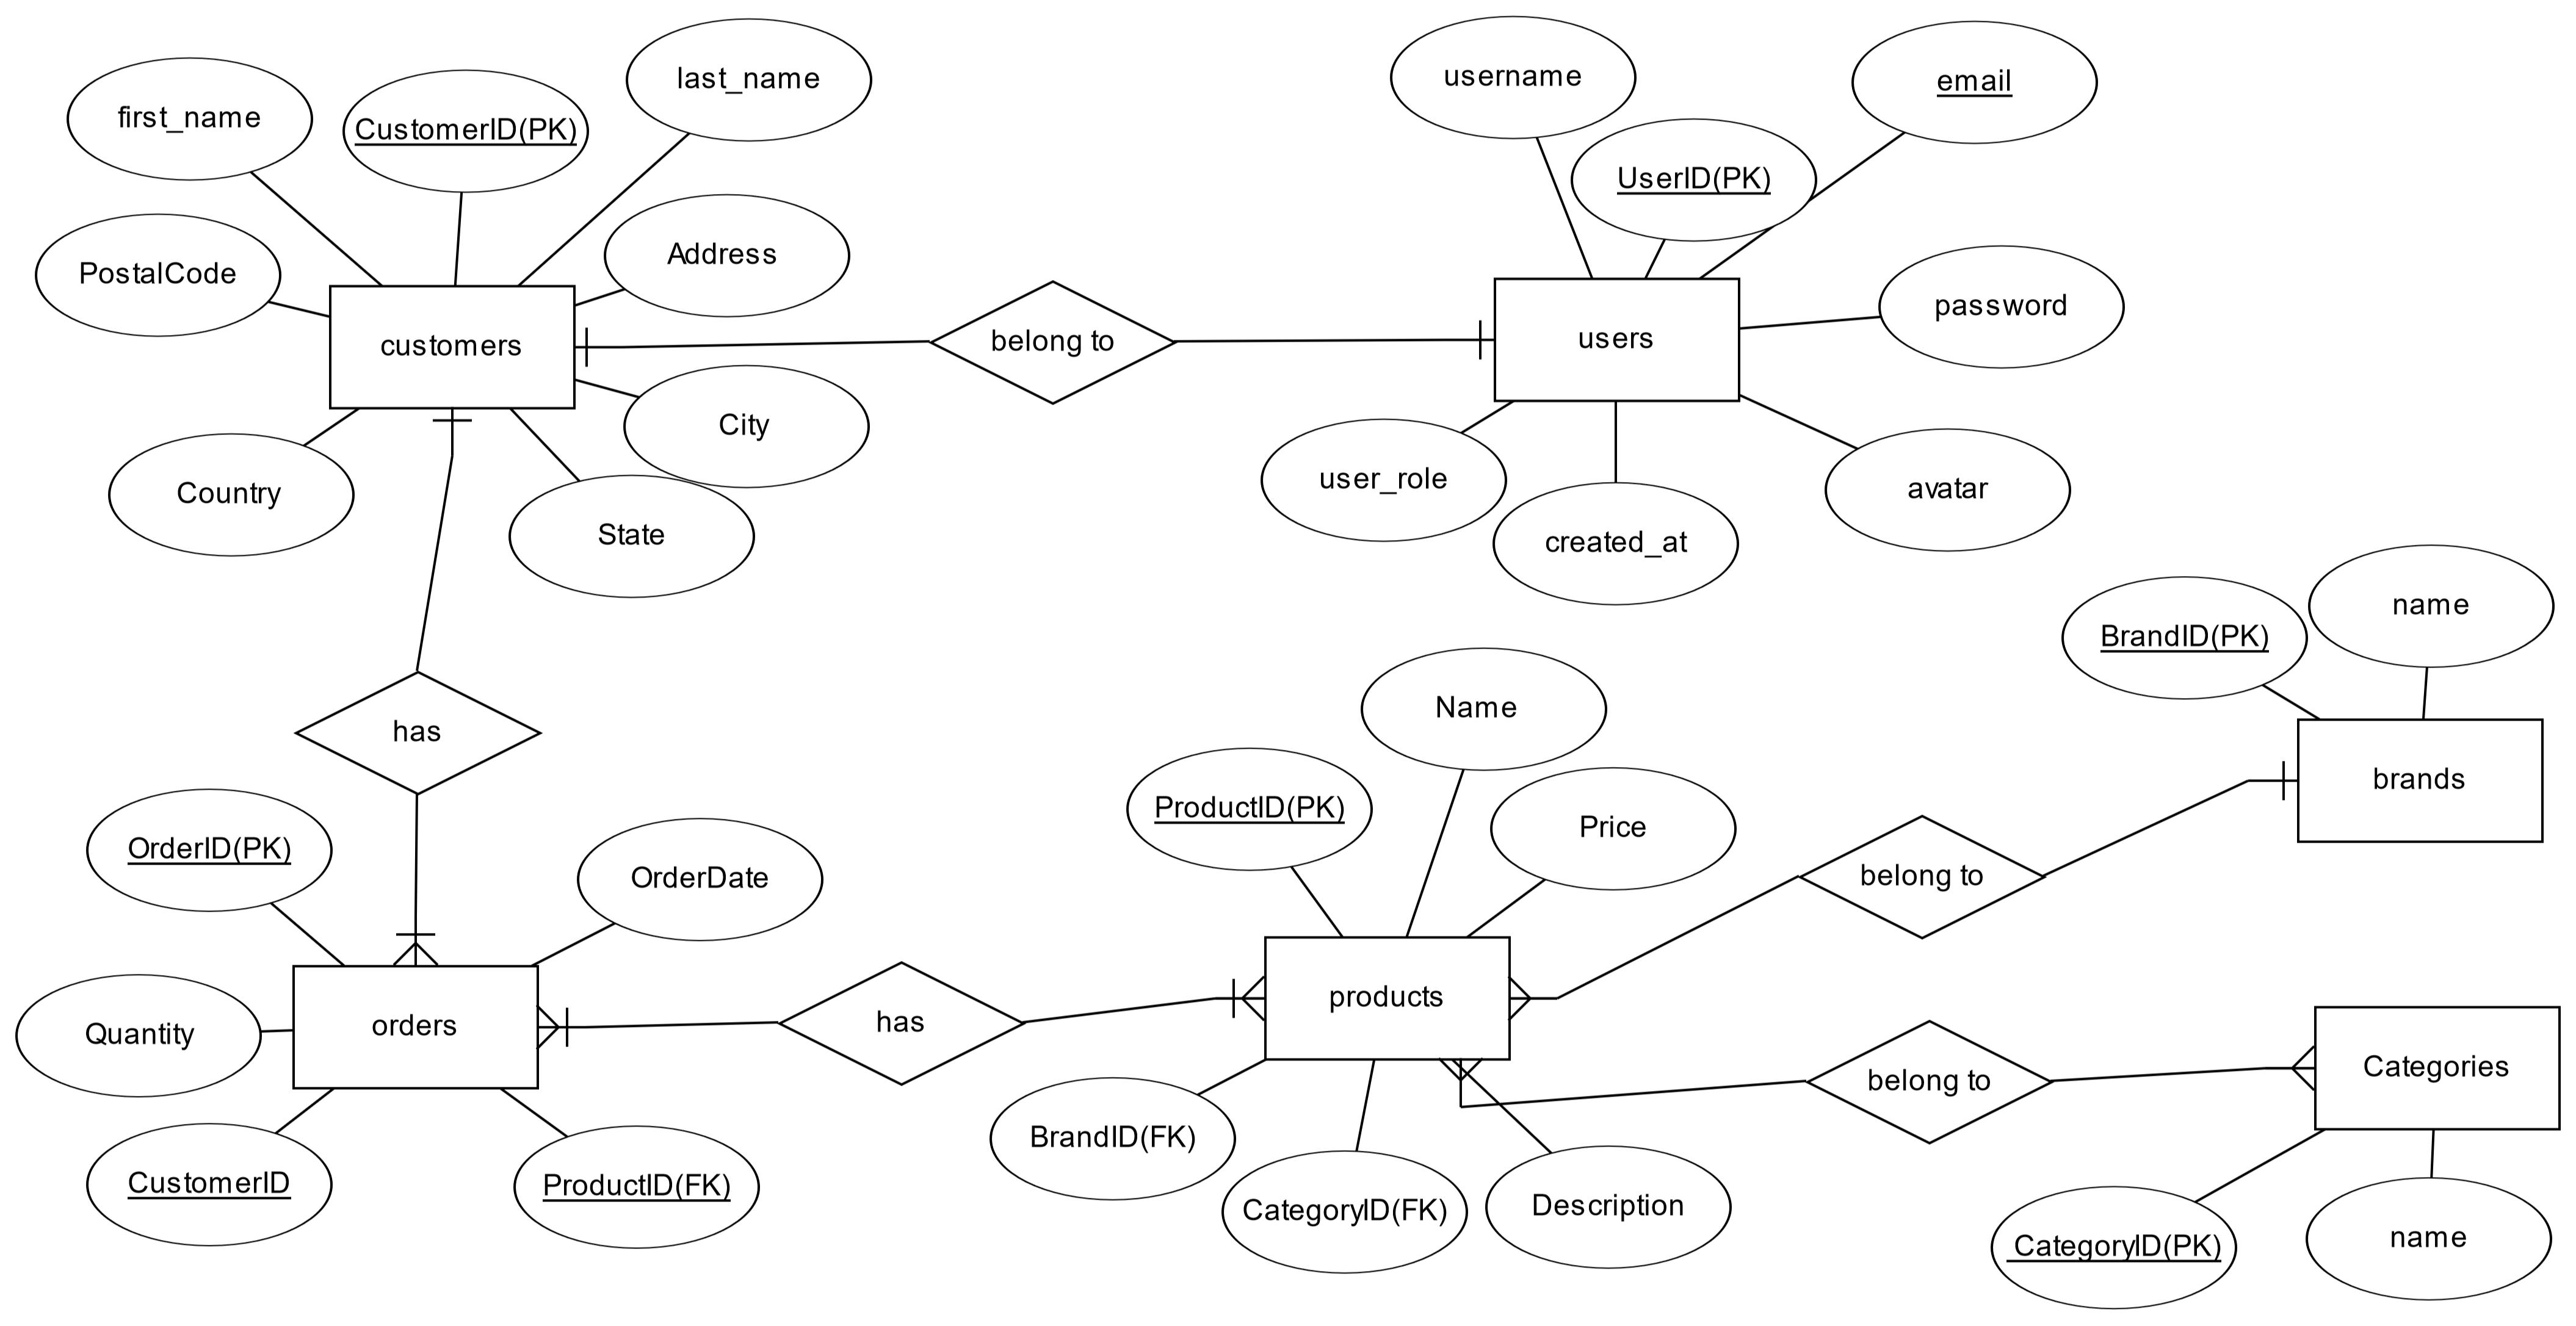 first_name
CustomerID(PK)
last_name
PostalCode
Address
customers
City
Country
State
belong to
username
email
UserID(PK)
password
users
user_role
avatar
created_at
has
OrderID(PK)
OrderDate
Quantity
orders
CustomerID
ProductID(FK)
has
Name
ProductID(PK)
Price
products
BrandID(FK)
CategoryID(FK)
Description
belong to
BrandID(PK)
name
brands
belong to
Categories
CategoryID(PK)
name